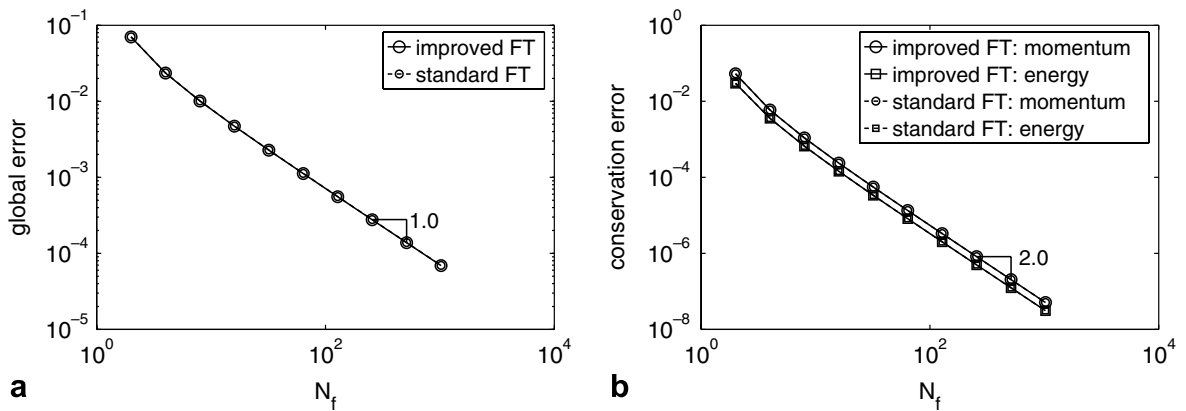 10^-1
10^-2
10^-3
10^-4
10^-5
global error
improved FT
standard FT
1.0
10^0
10^2
10^4
N_f
a
10^0
10^-2
10^-4
10^-6
10^-8
conservation error
improved FT: momentum
improved FT: energy
standard FT: momentum
standard FT: energy
2.0
10^0
10^2
10^4
N_f
b